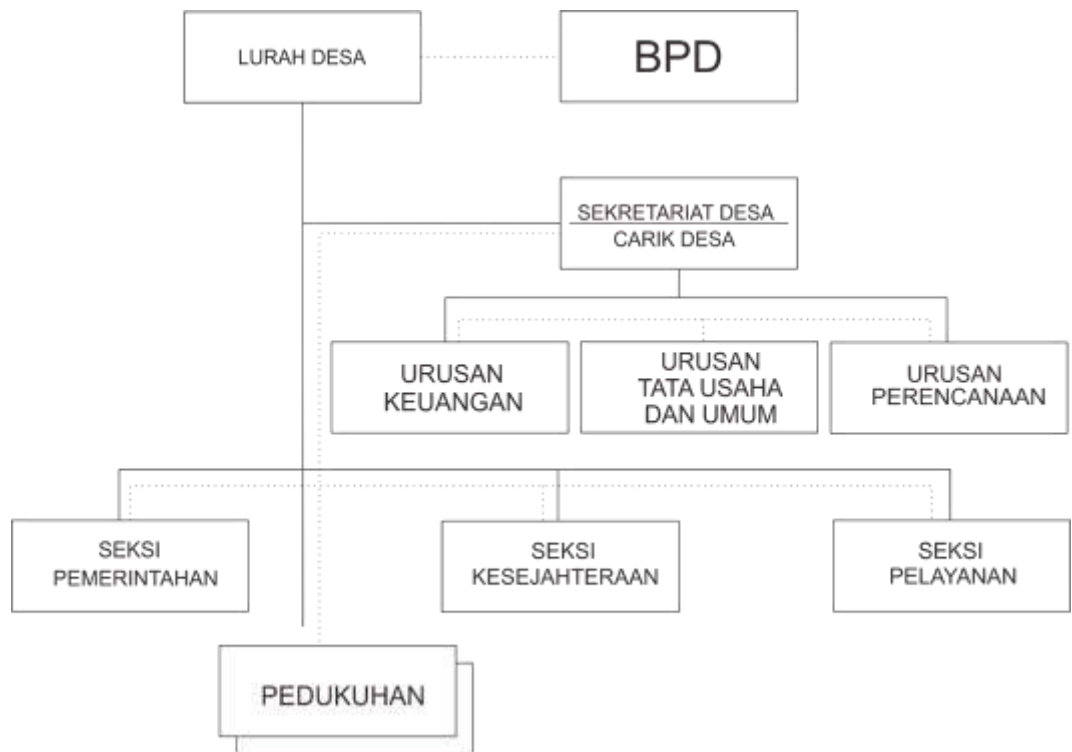 LURAH DESA
BPD
SEKRETARIAT DESA
CARIK DESA
URUSAN
KEUANGAN
URUSAN
TATA USAHA
DAN UMUM
URUSAN
PERENCANAAN
SEKSI
PEMERINTAHAN
SEKSI
KESEJAHTERAAN
SEKSI
PELAYANAN
PEDUKUHAN